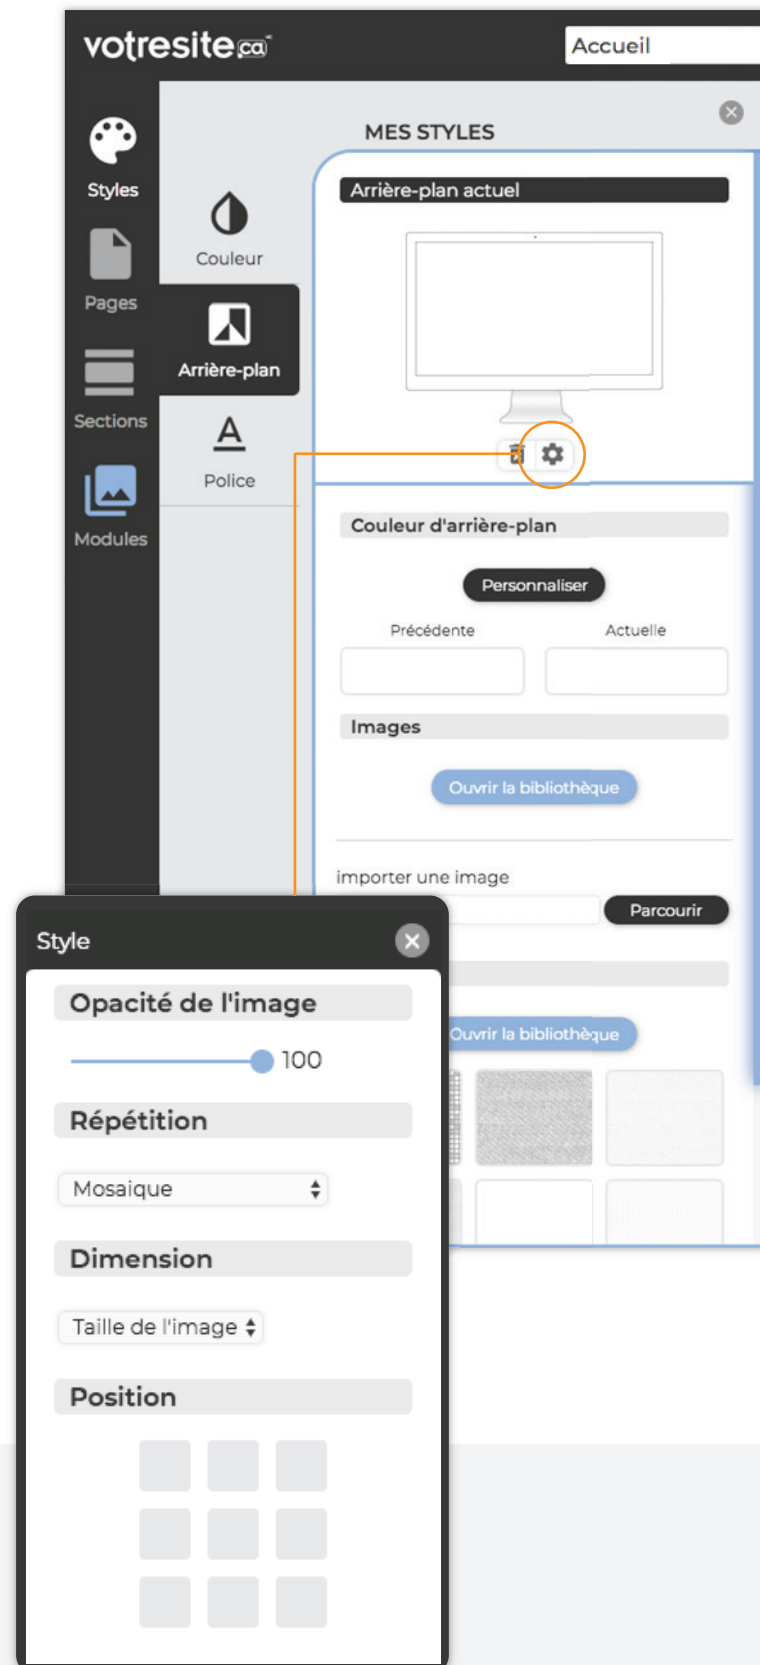 votresite.ca
Accueil
MES STYLES
Styles
Pages
Sections
Modules
Couleur
Arrière-plan
Police
Arrière-plan actuel
Couleur d'arrière-plan
Personnaliser
Précédente Actuelle
Images
Ouvrir la bibliothèque
importer une image
Parcourir
Ouvrir la bibliothèque
Style
Opacité de l'image
100
Répétition
Mosaique
Dimension
Taille de l'image
Position